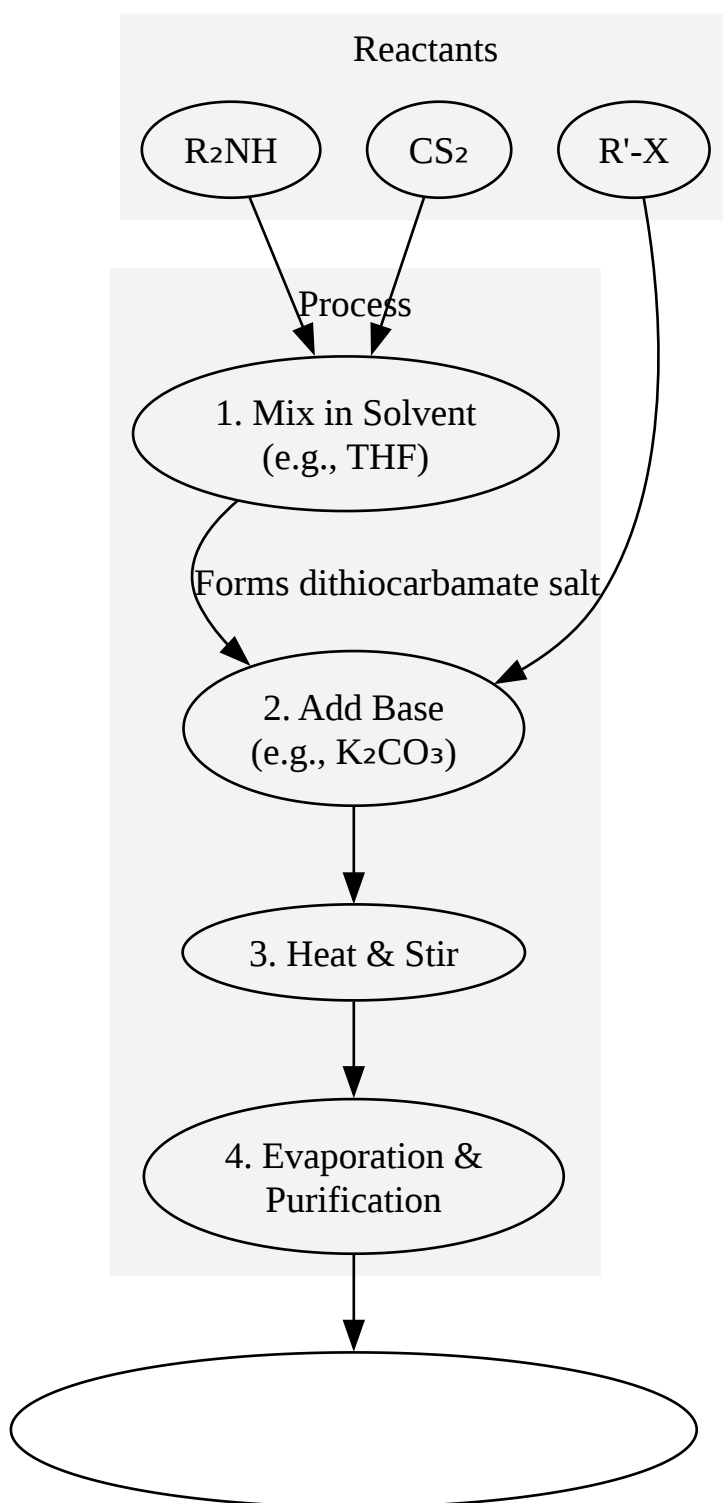 Reactants
R₂NH
CS₂
R'-X
Process
1. Mix in Solvent
(e.g., THF)
Forms dithiocarbamate salt
2. Add Base
(e.g., K₂CO₃)
3. Heat & Stir
4. Evaporation &
Purification